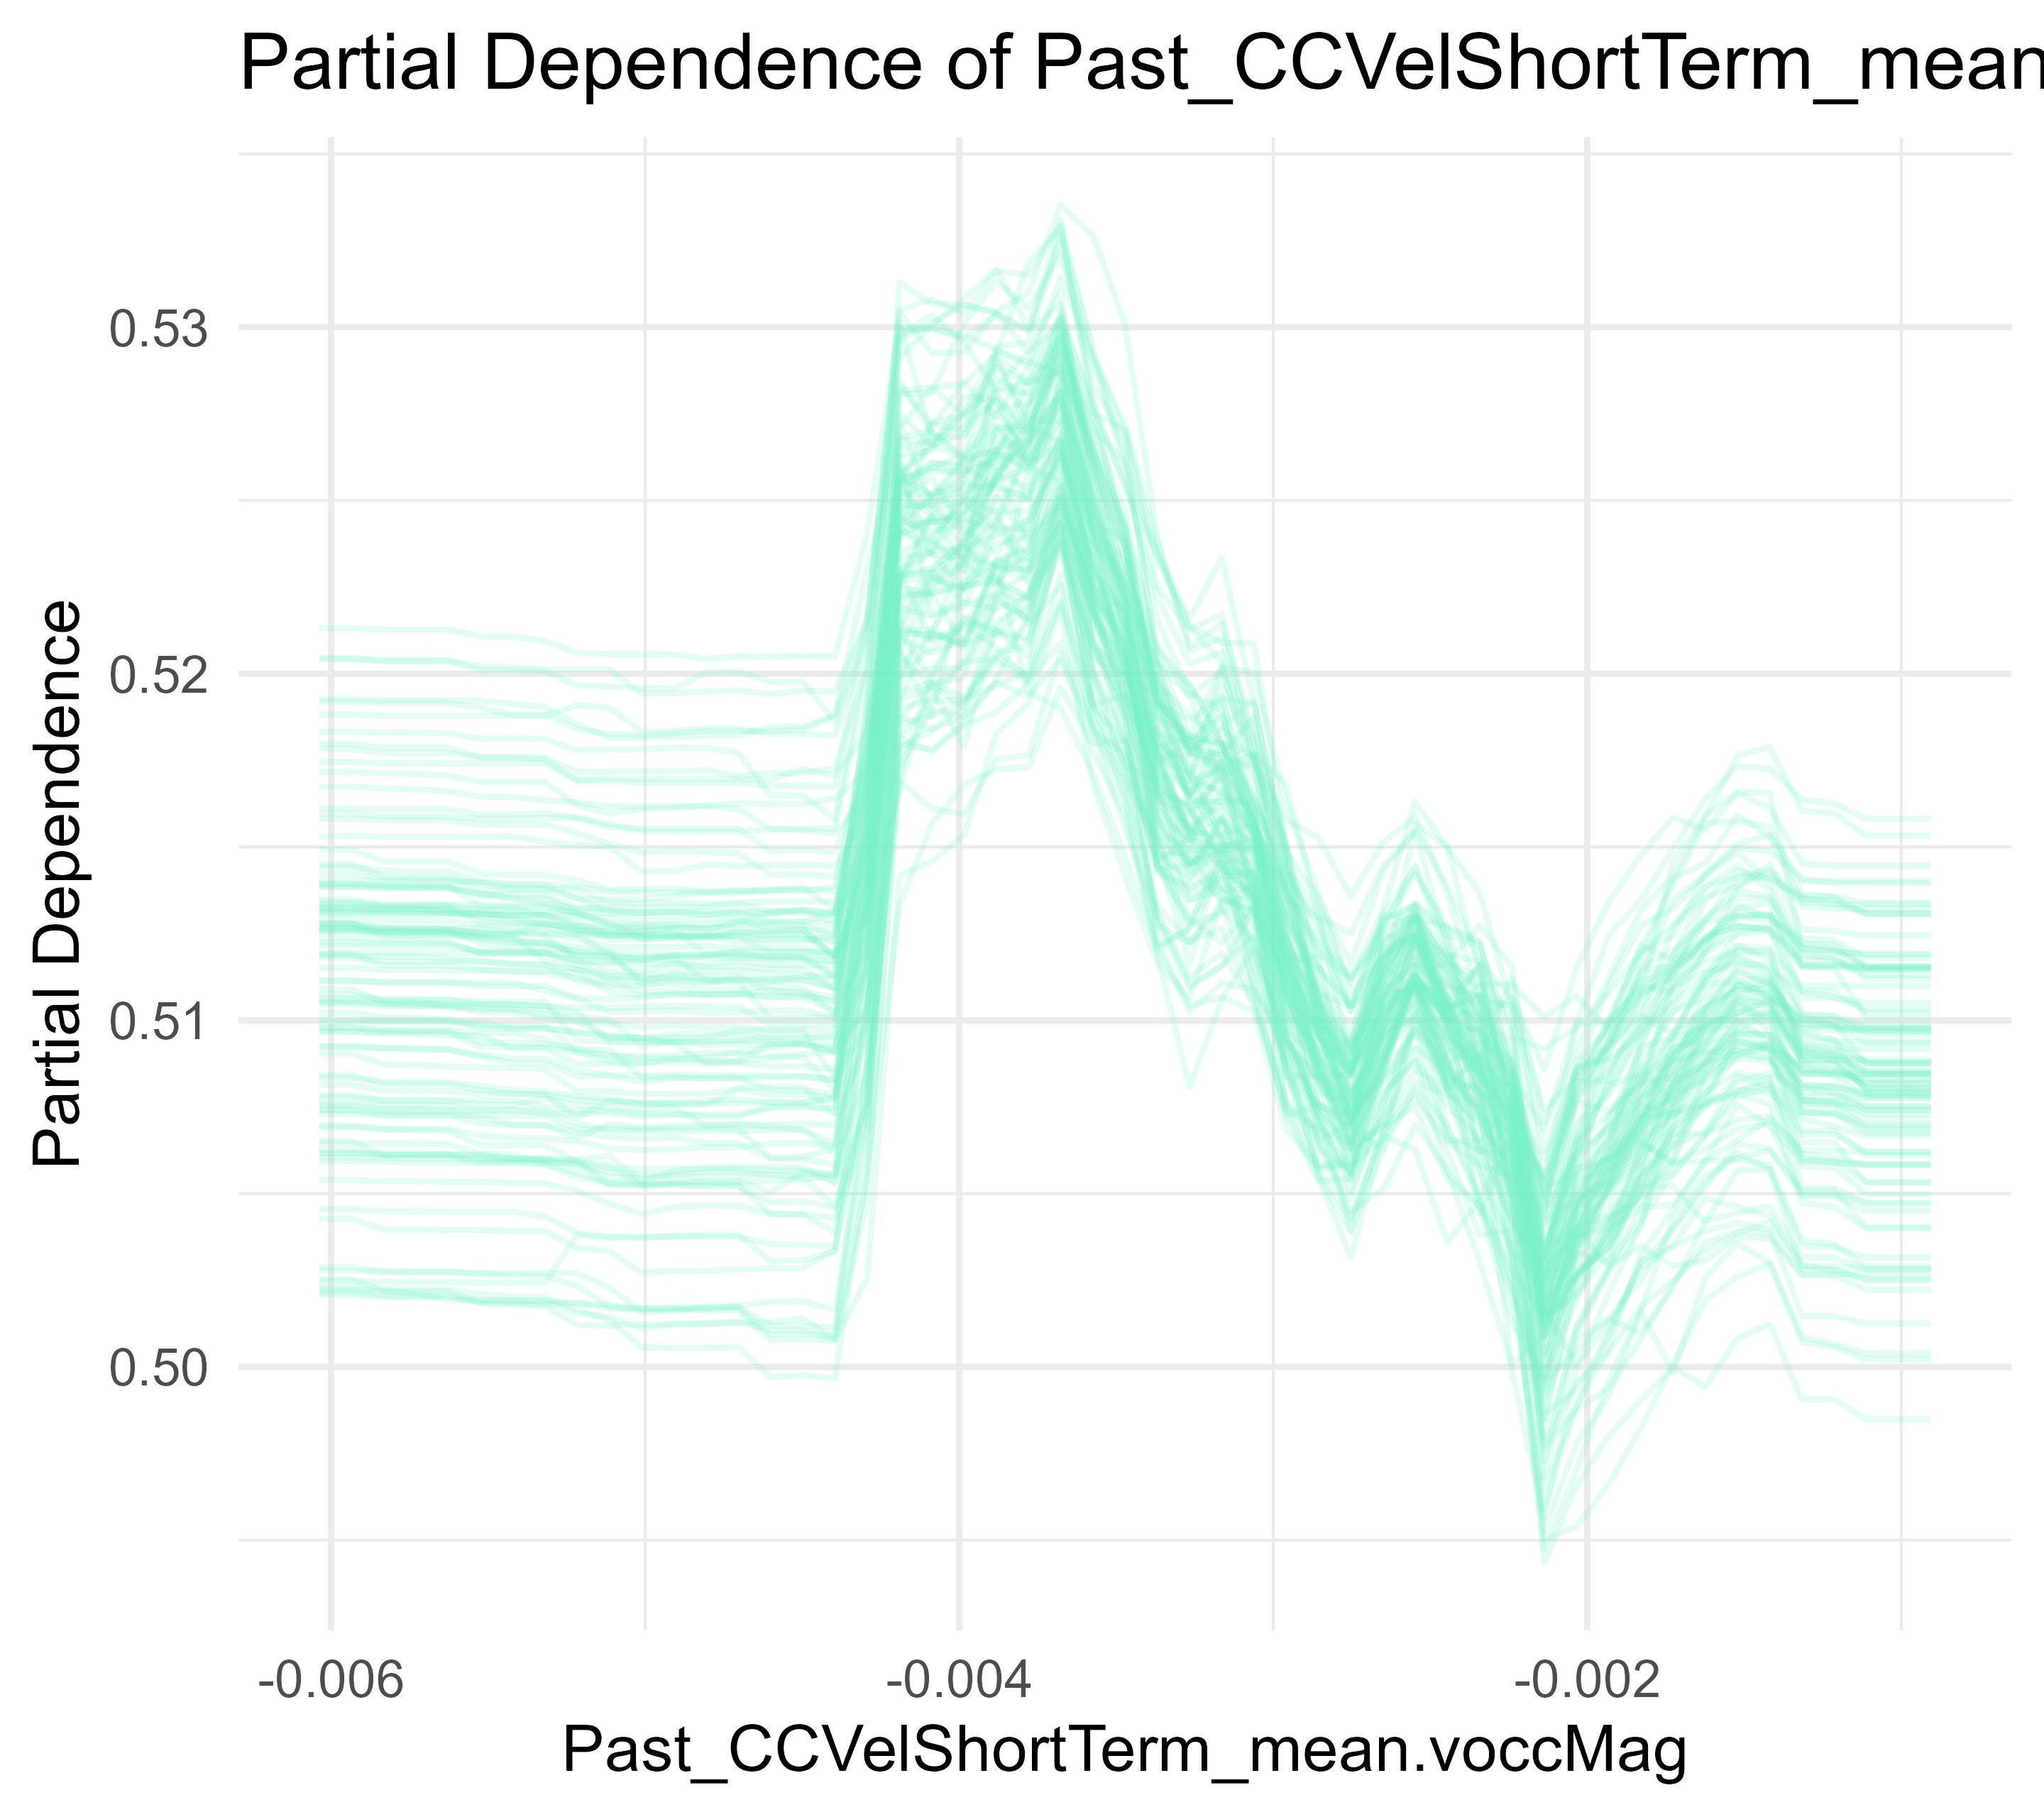 Partial Dependence of Past_CCVelShortTerm_mean
Partial Dependence
0.53
0.52
0.51
0.50
-0.006
-0.004
-0.002
Past_CCVelShortTerm_mean.voccMag